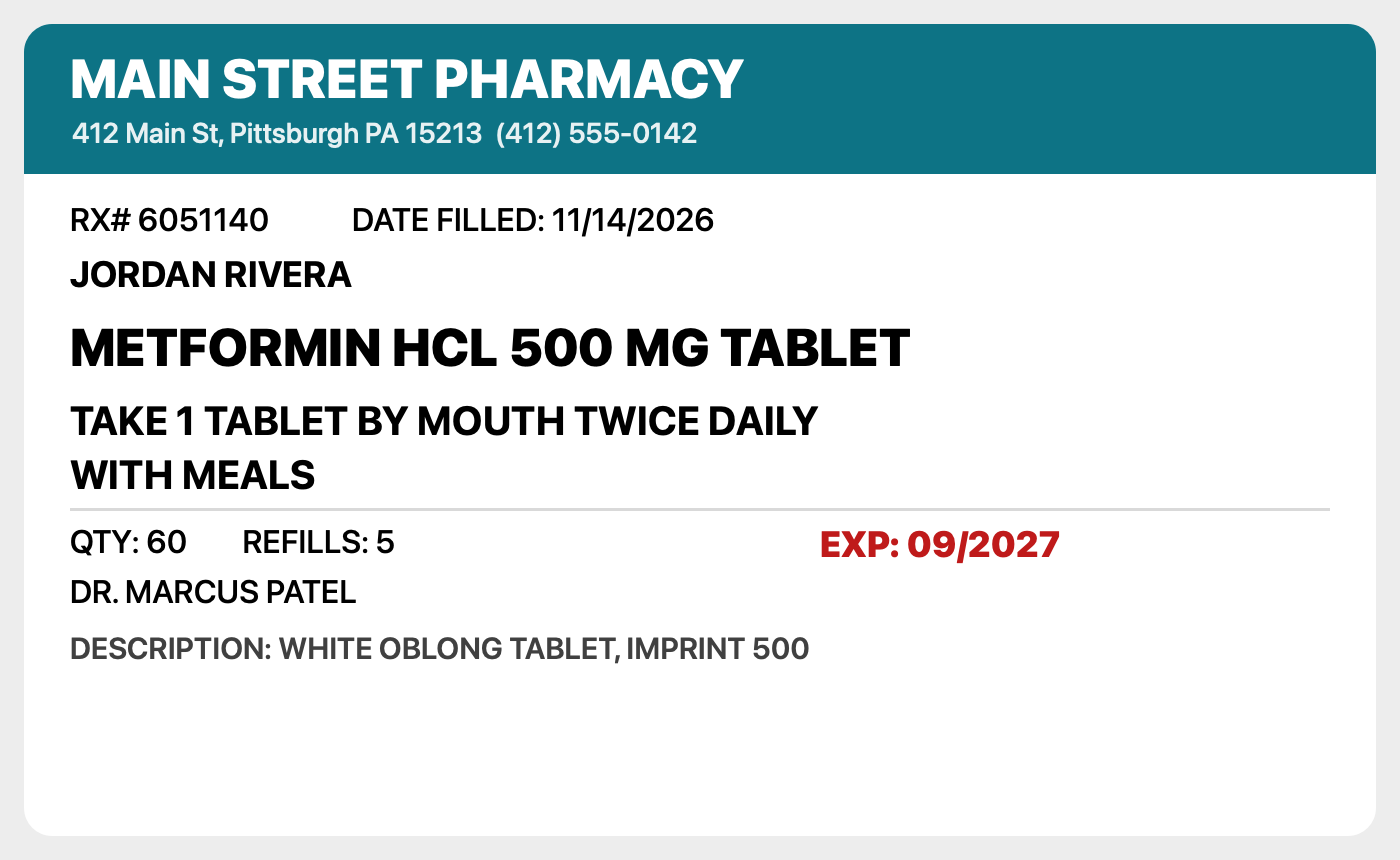 MAIN STREET PHARMACY
412 Main St, Pittsburgh PA 15213 (412) 555-0142
RX# 6051140 DATE FILLED: 11/14/2026
JORDAN RIVERA
METFORMIN HCL 500 MG TABLET
TAKE 1 TABLET BY MOUTH TWICE DAILY
WITH MEALS
QTY: 60 REFILLS: 5 EXP: 09/2027
DR. MARCUS PATEL
DESCRIPTION: WHITE OBLONG TABLET, IMPRINT 500